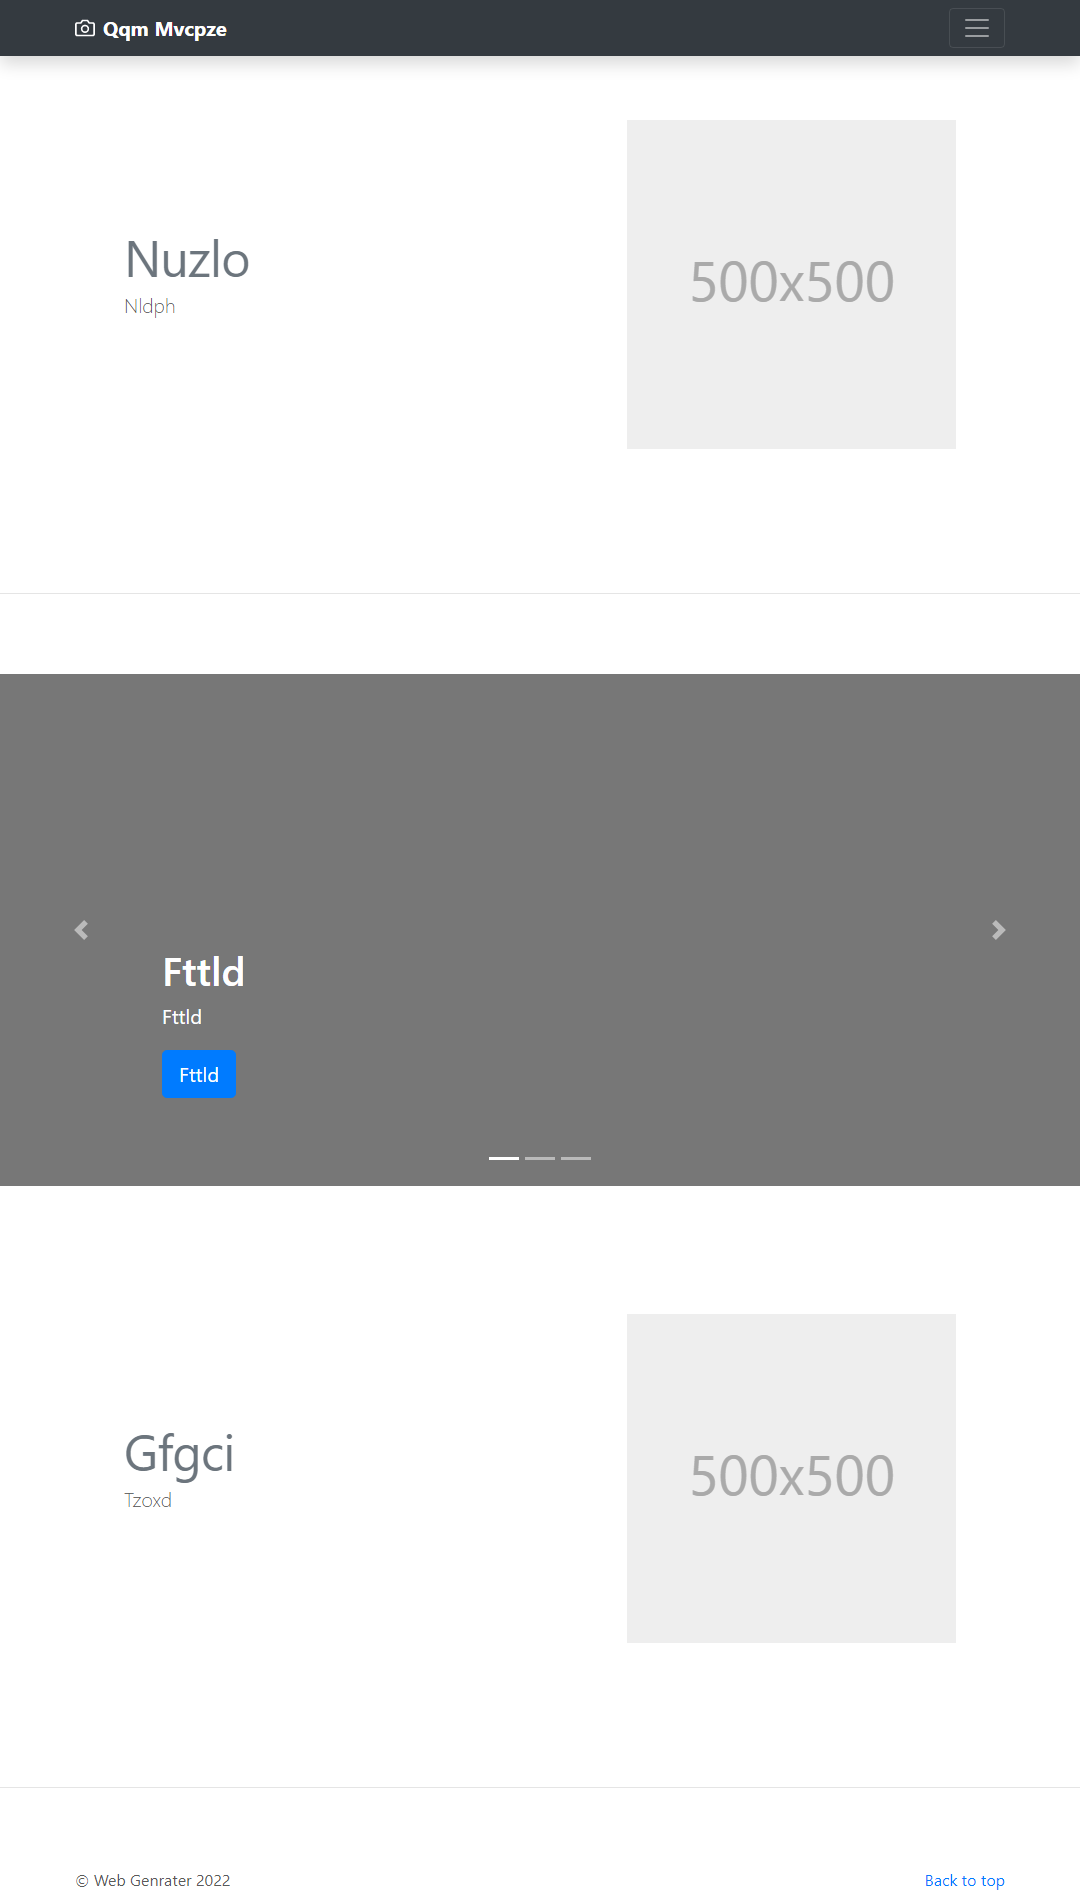 Qqm Mvcpze
Nuzlo
Nldph
500x500
Fttld
Fttld
Fttld
Gfgci
Tzoxd
500x500
© Web Genrater 2022
Back to top